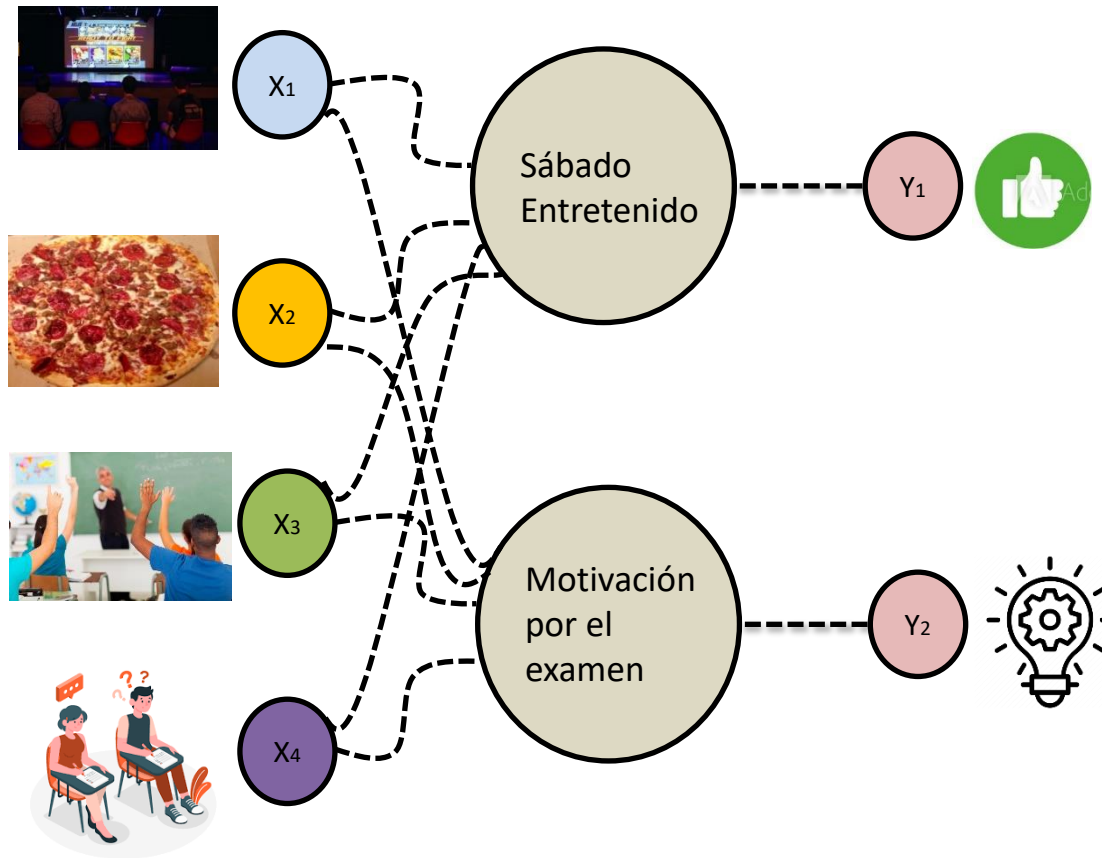 X1
Sábado
Entretenido
Y1
X2
X3
Motivación
por el
examen
Y2
X4
? ? ?